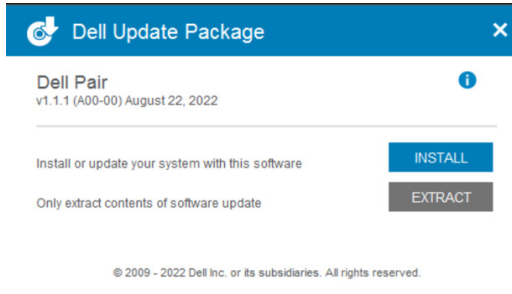 Dell Update Package
Dell Pair
v1.1.1 (A00-00) August 22, 2022
Install or update your system with this software
INSTALL
Only extract contents of software update
EXTRACT
© 2009 - 2022 Dell Inc. or its subsidiaries. All rights reserved.